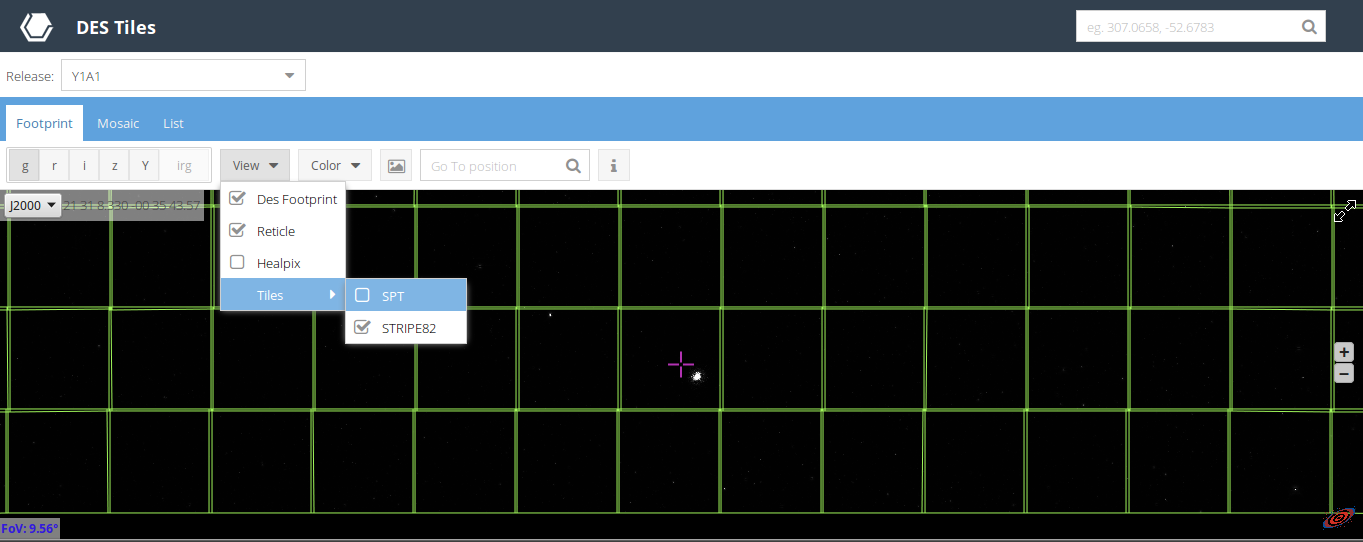 DES Tiles
eg. 307.0658, -52.6783
Release: Y1A1
Footprint Mosaic List
g r i z Y irg View Color Go To position i
J2000 21 31 8.330 -00 35 43.57
Des Footprint
Reticle
Healpix
Tiles SPT
STRIPE82
+
−
FoV: 9.56°